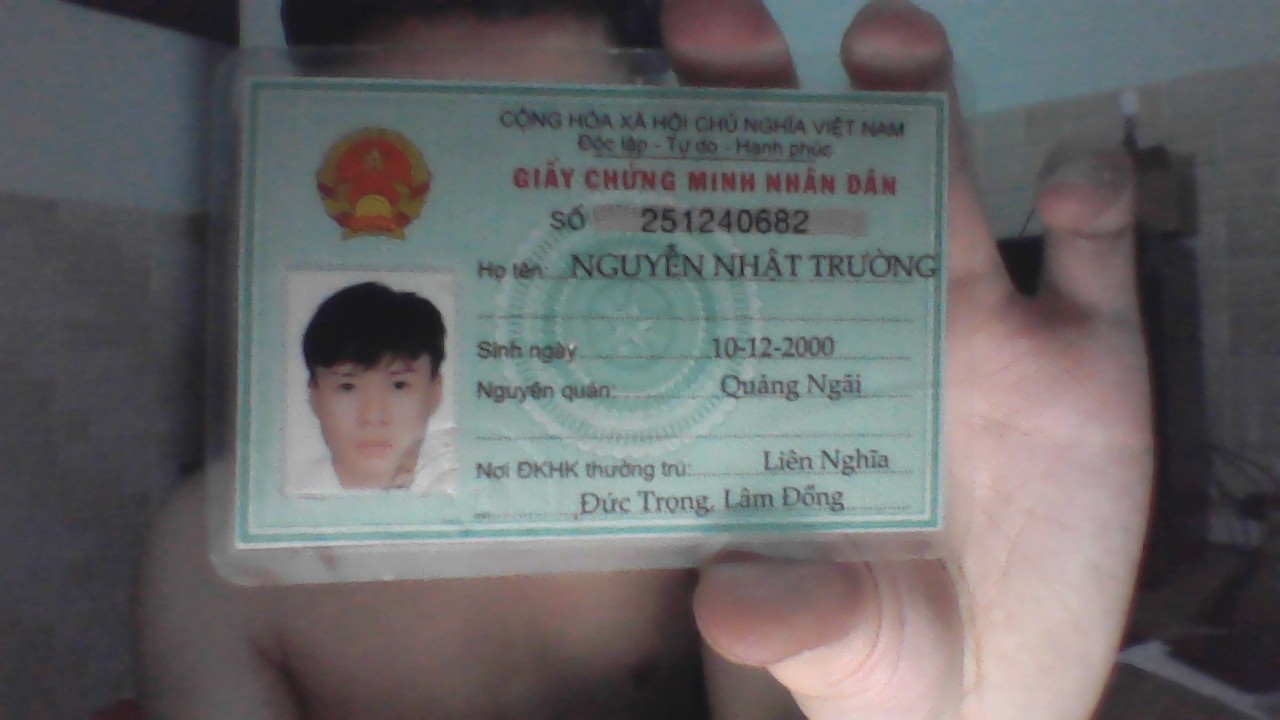 CỘNG HÒA XÃ HỘI CHỦ NGHĨA VIỆT NAM
Độc lập - Tự do - Hạnh phúc
GIẤY CHỨNG MINH NHÂN DÂN
SỐ 251240682
Họ tên: NGUYỄN NHẬT TRƯỜNG
Sinh ngày 10-12-2000
Nguyên quán: Quảng Ngãi
Nơi ĐKHK thường trú: Liên Nghĩa
Đức Trọng, Lâm Đồng